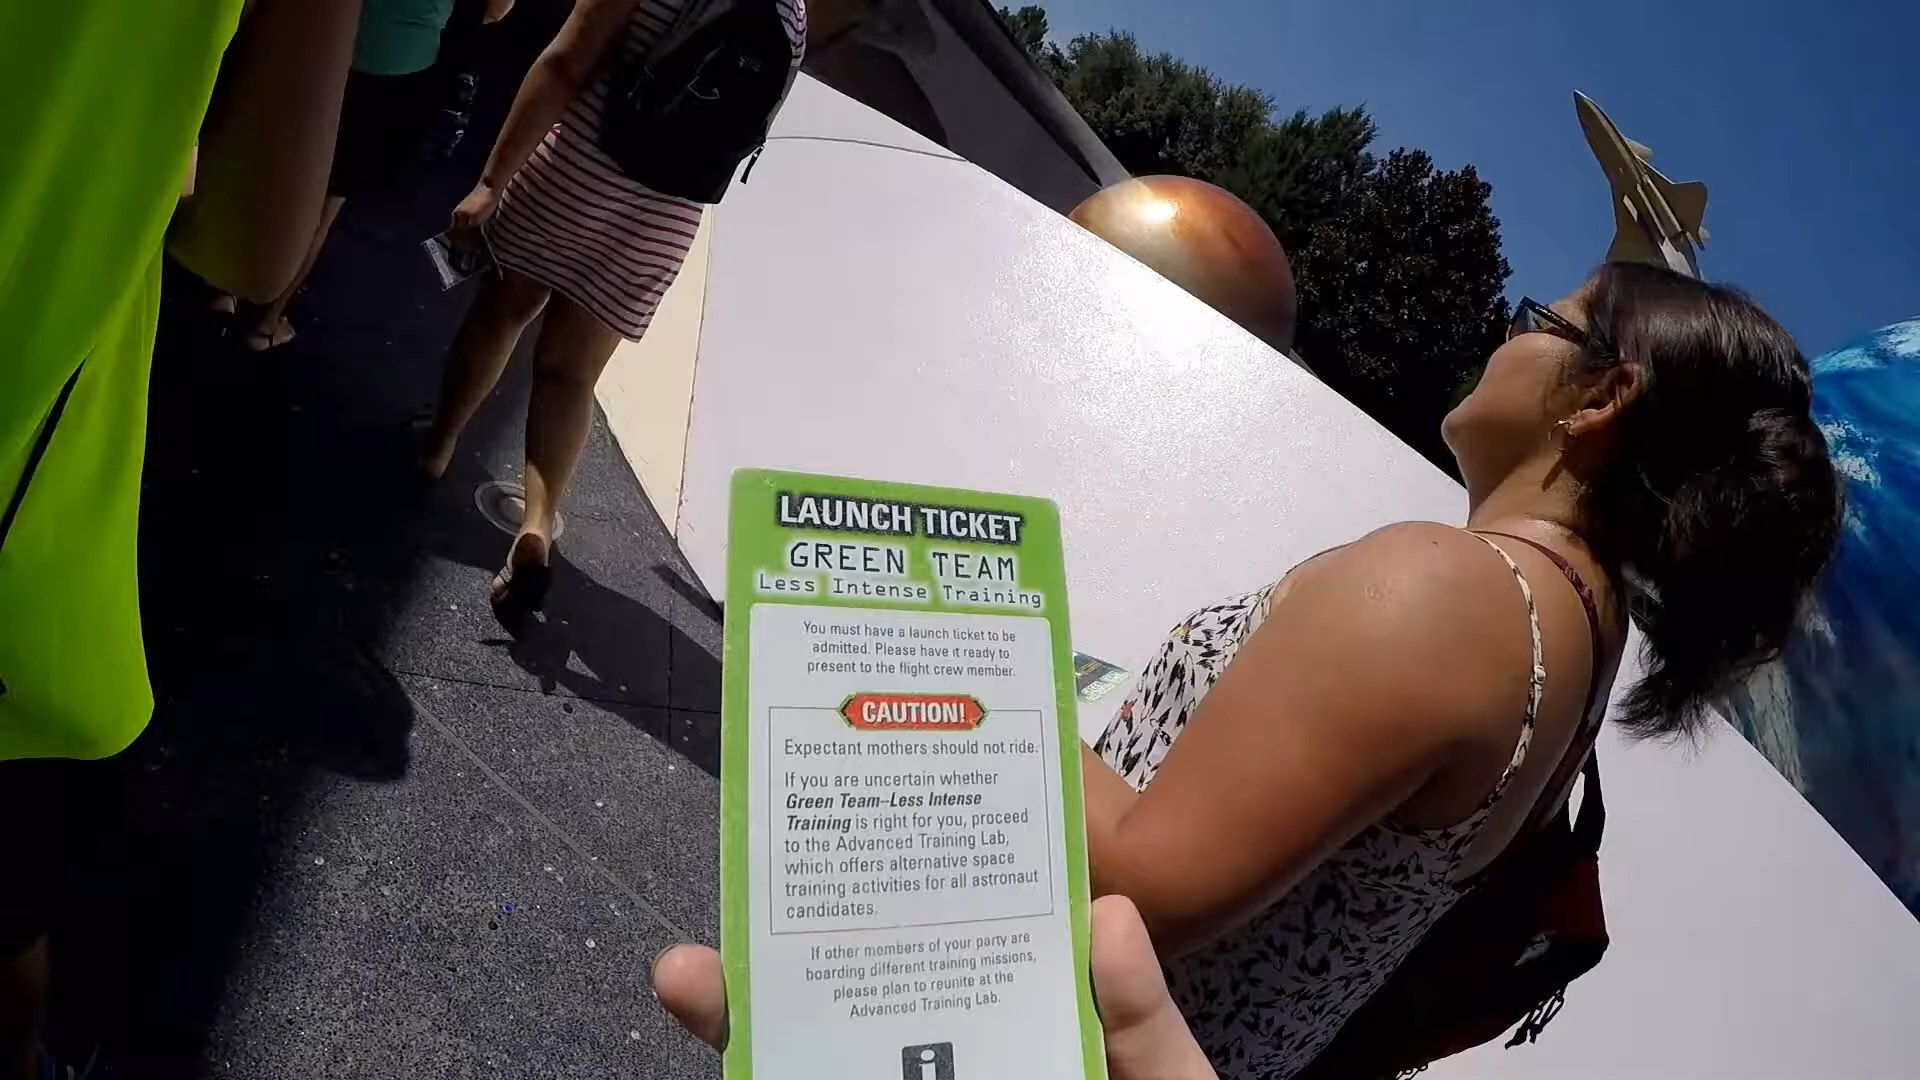 LAUNCH TICKET
GREEN TEAM
Less Intense Training
You must have a launch ticket to be
admitted. Please have it ready to
present to the flight crew member.
CAUTION!
Expectant mothers should not ride.
If you are uncertain whether
Green Team–Less Intense
Training is right for you, proceed
to the Advanced Training Lab,
which offers alternative space
training activities for all astronaut
candidates.
If other members of your party are
boarding different training missions,
please plan to reunite at the
Advanced Training Lab.
i